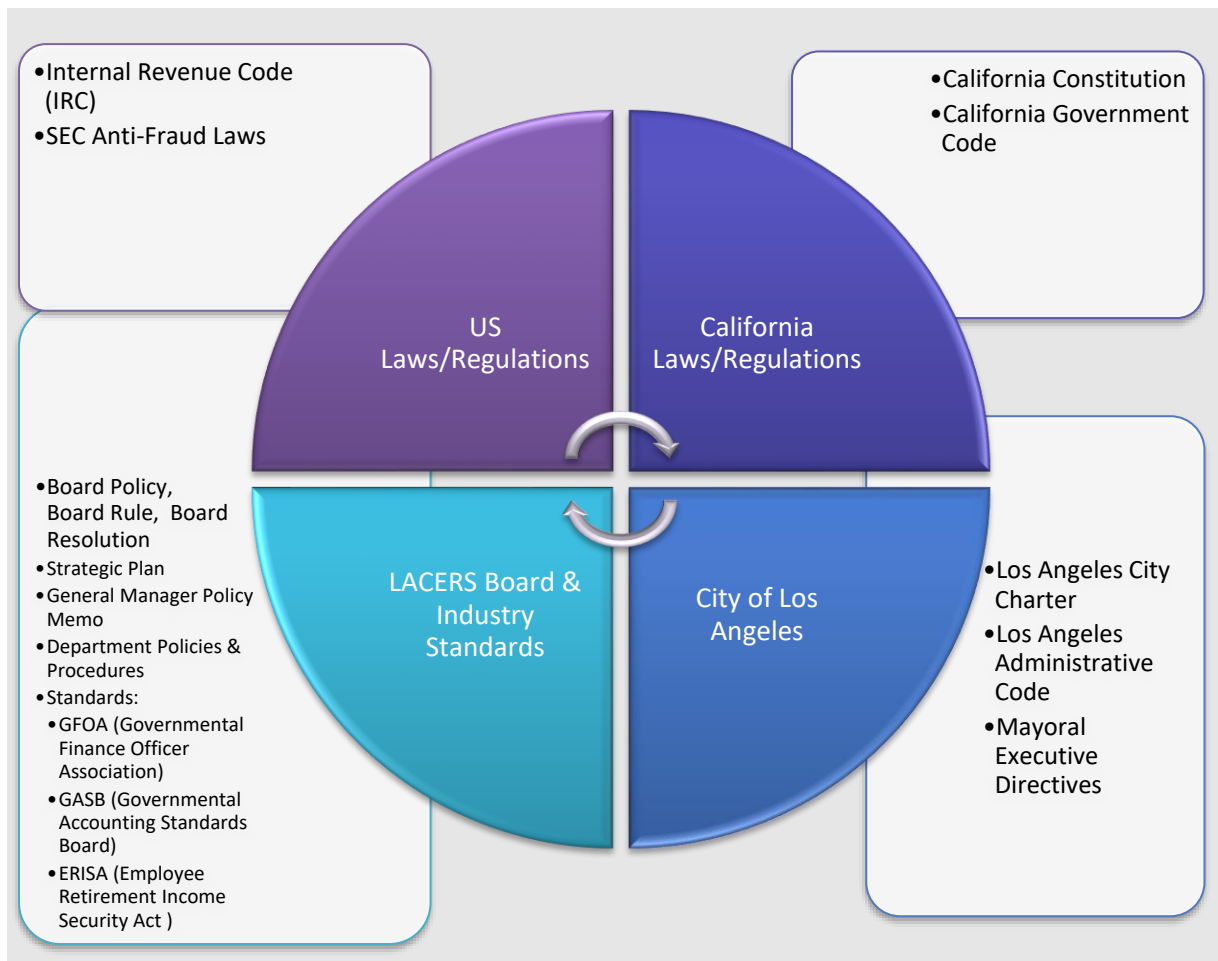 •Internal Revenue Code
(IRC)
•SEC Anti-Fraud Laws
•California Constitution
•California Government
Code
US
Laws/Regulations
California
Laws/Regulations
LACERS Board &
Industry
Standards
City of Los
Angeles
•Board Policy,
Board Rule,  Board
Resolution
•Strategic Plan
•General Manager Policy
Memo
•Department Policies &
Procedures
•Standards:
•GFOA (Governmental
Finance Officer
Association)
•GASB (Governmental
Accounting Standards
Board)
•ERISA (Employee
Retirement Income
Security Act )
•Los Angeles City
Charter
•Los Angeles
Administrative
Code
•Mayoral
Executive
Directives